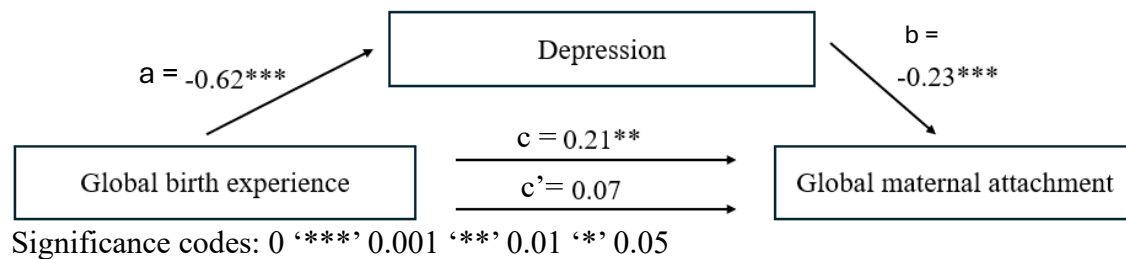 Depression
a = -0.62***
b =
-0.23***
c = 0.21**
c’= 0.07
Global birth experience
Global maternal attachment
Significance codes: 0 ‘***’ 0.001 ‘**’ 0.01 ‘*’ 0.05